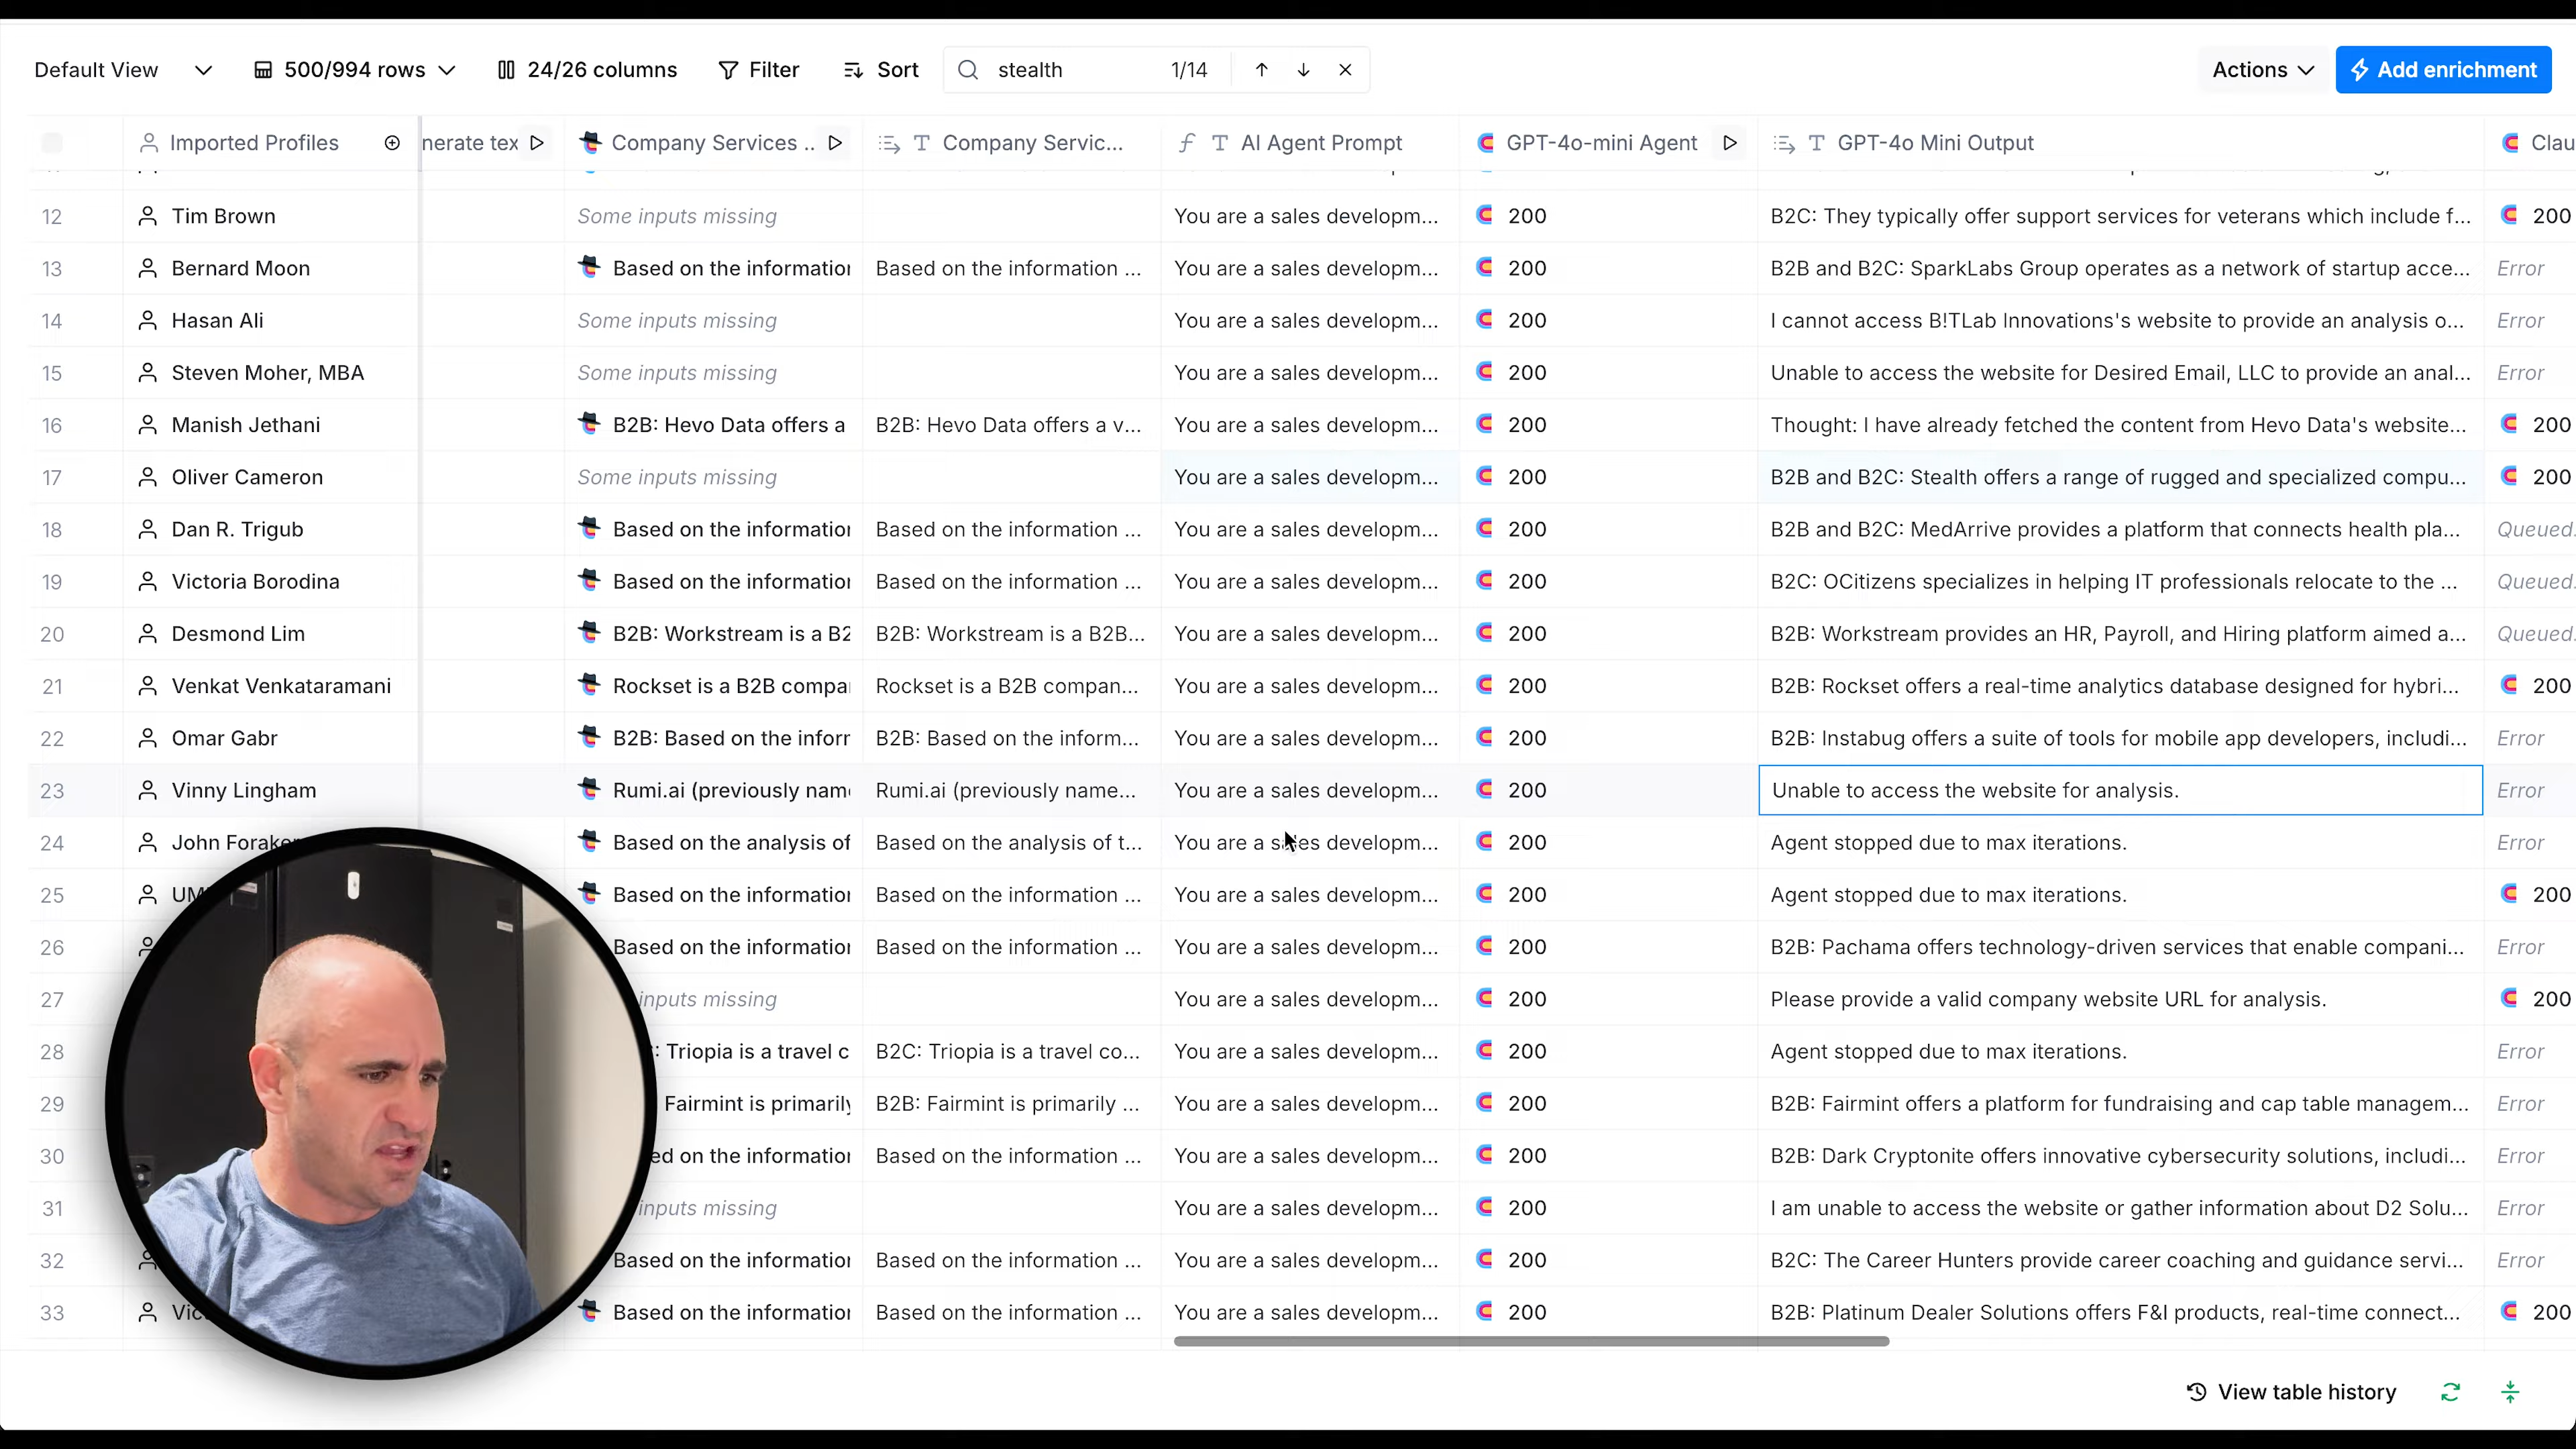 Default View 500/994 rows 24/26 columns Filter Sort stealth 1/14 Actions Add enrichment
Imported Profiles nerate tex Company Services .. Company Servic... AI Agent Prompt GPT-4o-mini Agent GPT-4o Mini Output Clau
12 Tim Brown Some inputs missing You are a sales developm... 200 B2C: They typically offer support services for veterans which include f... 200
13 Bernard Moon Based on the information Based on the information ... You are a sales developm... 200 B2B and B2C: SparkLabs Group operates as a network of startup acce... Error
14 Hasan Ali Some inputs missing You are a sales developm... 200 I cannot access B!TLab Innovations's website to provide an analysis o... Error
15 Steven Moher, MBA Some inputs missing You are a sales developm... 200 Unable to access the website for Desired Email, LLC to provide an anal... Error
16 Manish Jethani B2B: Hevo Data offers a B2B: Hevo Data offers a v... You are a sales developm... 200 Thought: I have already fetched the content from Hevo Data's website... 200
17 Oliver Cameron Some inputs missing You are a sales developm... 200 B2B and B2C: Stealth offers a range of rugged and specialized compu... 200
18 Dan R. Trigub Based on the information Based on the information ... You are a sales developm... 200 B2B and B2C: MedArrive provides a platform that connects health pla... Queued.
19 Victoria Borodina Based on the information Based on the information ... You are a sales developm... 200 B2C: OCitizens specializes in helping IT professionals relocate to the ... Queued.
20 Desmond Lim B2B: Workstream is a B2 B2B: Workstream is a B2B... You are a sales developm... 200 B2B: Workstream provides an HR, Payroll, and Hiring platform aimed a... Queued.
21 Venkat Venkataramani Rockset is a B2B compa Rockset is a B2B compan... You are a sales developm... 200 B2B: Rockset offers a real-time analytics database designed for hybri... 200
22 Omar Gabr B2B: Based on the inforr B2B: Based on the inform... You are a sales developm... 200 B2B: Instabug offers a suite of tools for mobile app developers, includi... Error
23 Vinny Lingham Rumi.ai (previously name Rumi.ai (previously name... You are a sales developm... 200 Unable to access the website for analysis. Error
24 John Foraker Based on the analysis of Based on the analysis of t... You are a sales developm... 200 Agent stopped due to max iterations. Error
25 UM Based on the information Based on the information ... You are a sales developm... 200 Agent stopped due to max iterations. 200
26 Based on the information Based on the information ... You are a sales developm... 200 B2B: Pachama offers technology-driven services that enable compani... Error
27 inputs missing You are a sales developm... 200 Please provide a valid company website URL for analysis. 200
28 : Triopia is a travel c B2C: Triopia is a travel co... You are a sales developm... 200 Agent stopped due to max iterations. Error
29 Fairmint is primarily B2B: Fairmint is primarily ... You are a sales developm... 200 B2B: Fairmint offers a platform for fundraising and cap table managem... Error
30 ed on the information Based on the information ... You are a sales developm... 200 B2B: Dark Cryptonite offers innovative cybersecurity solutions, includi... Error
31 inputs missing You are a sales developm... 200 I am unable to access the website or gather information about D2 Solu... Error
32 Based on the information Based on the information ... You are a sales developm... 200 B2C: The Career Hunters provide career coaching and guidance servi... Error
33 Vic Based on the information Based on the information ... You are a sales developm... 200 B2B: Platinum Dealer Solutions offers F&I products, real-time connect... 200
View table history